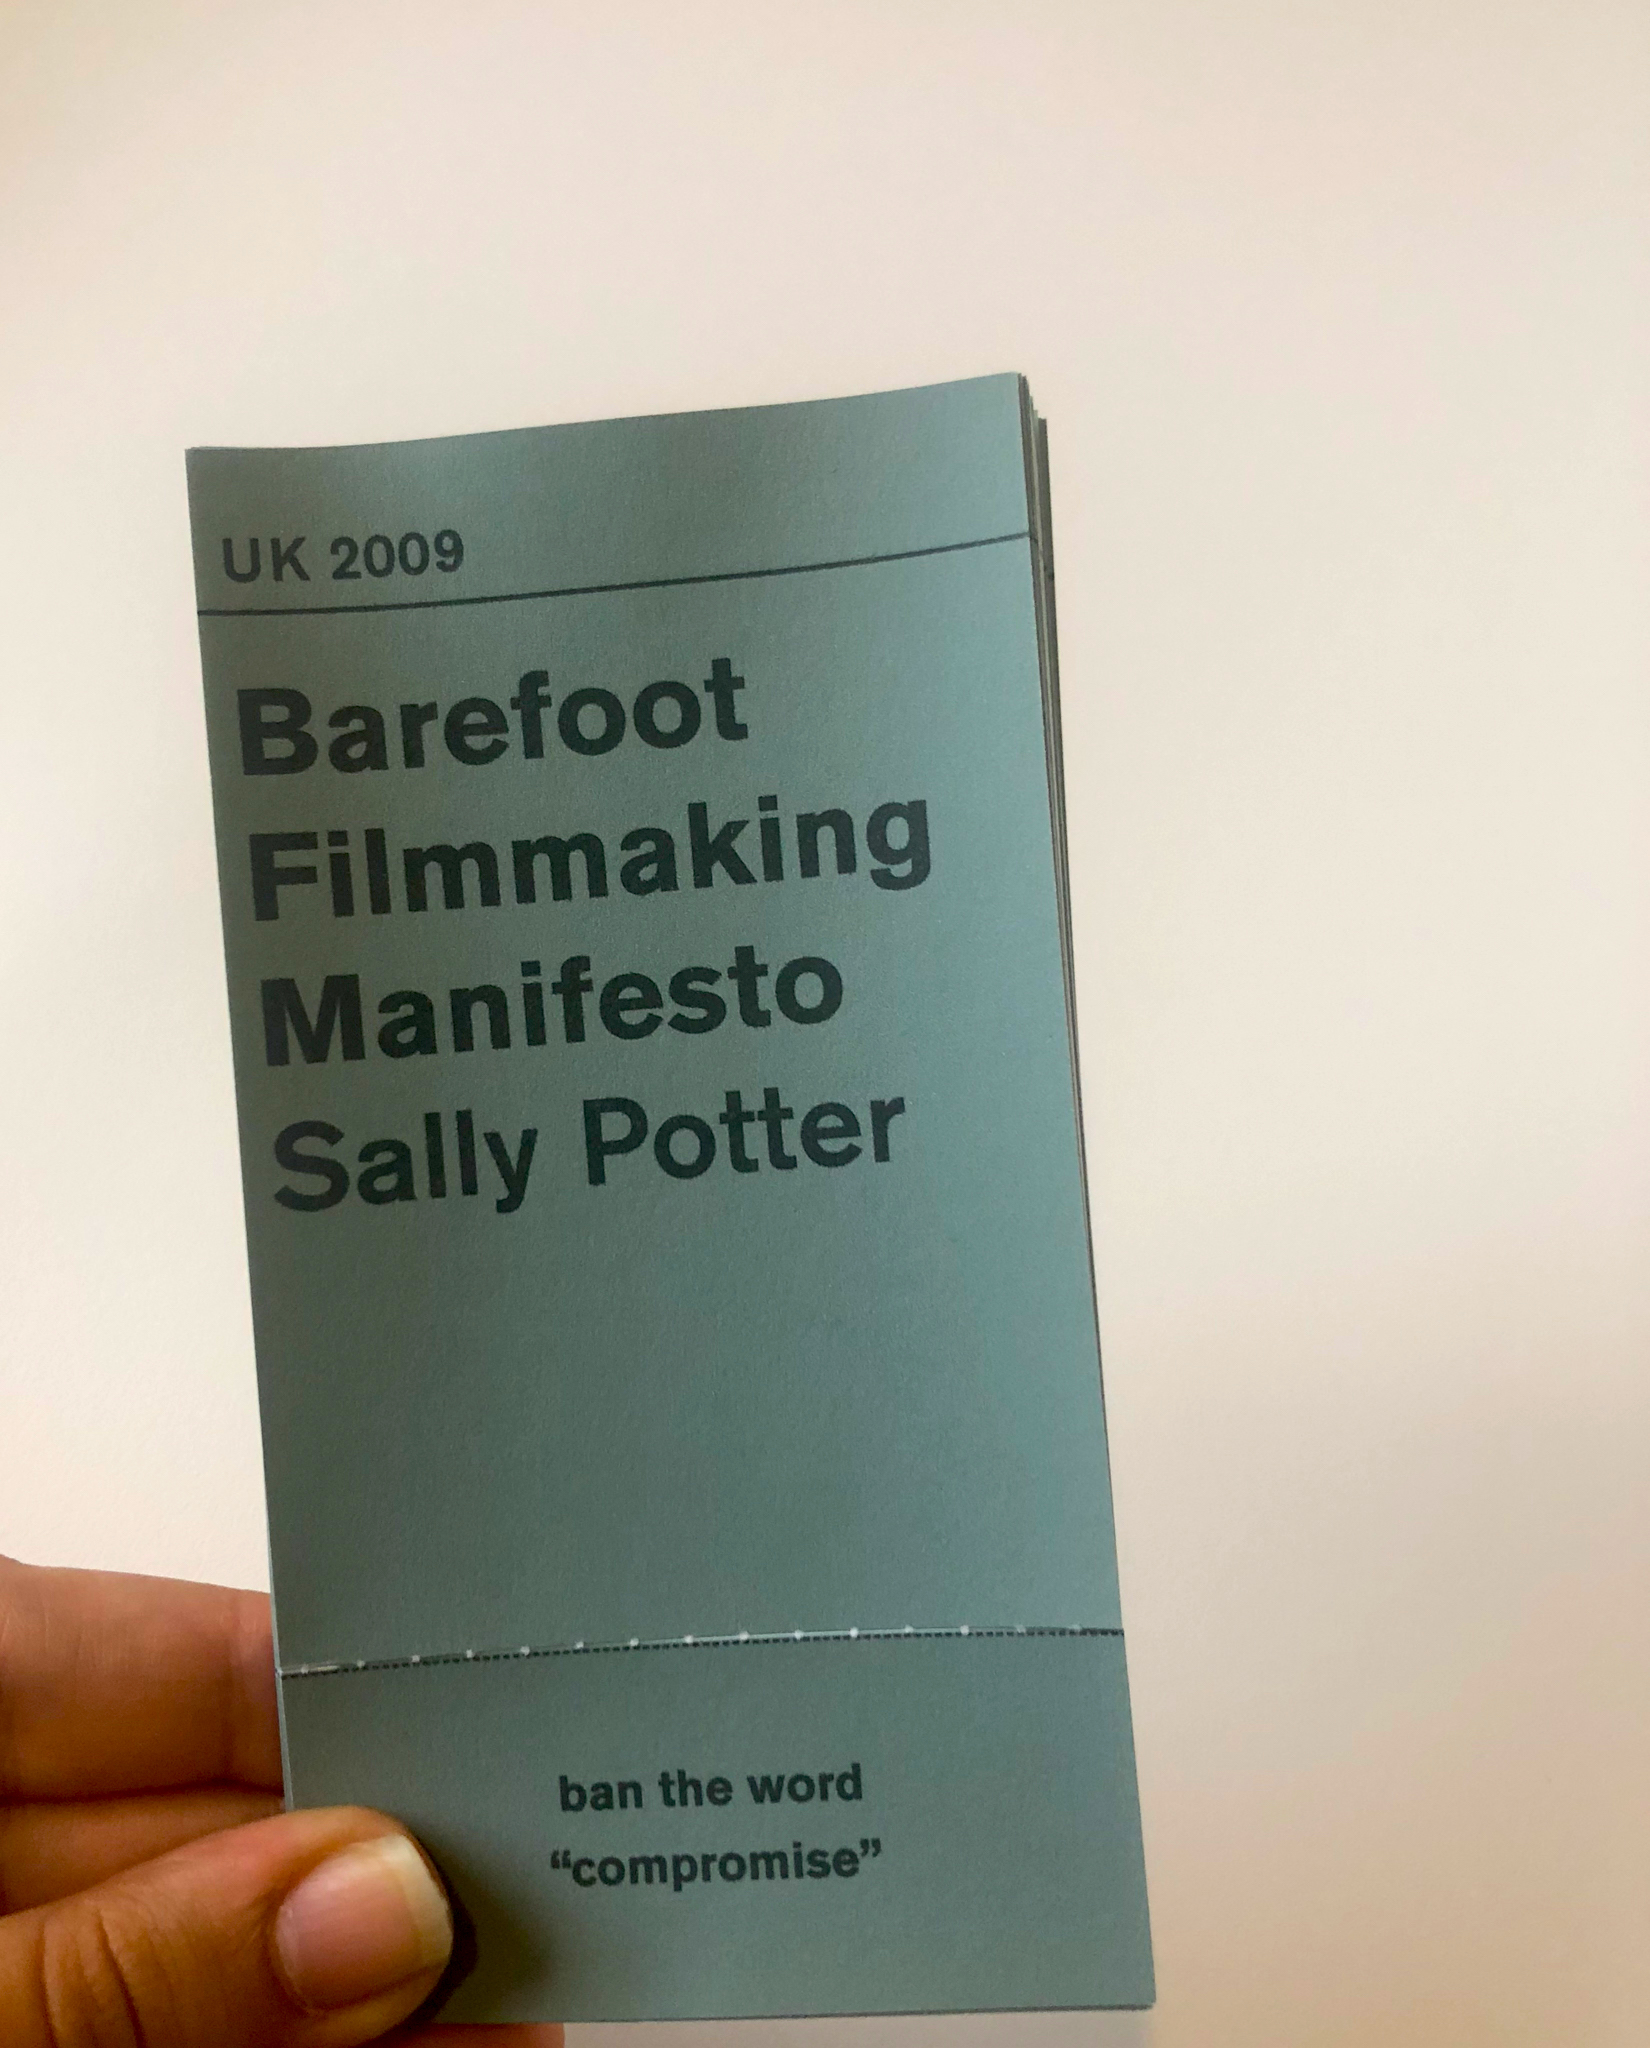 UK 2009
Barefoot
Filmmaking
Manifesto
Sally Potter
ban the word
“compromise”